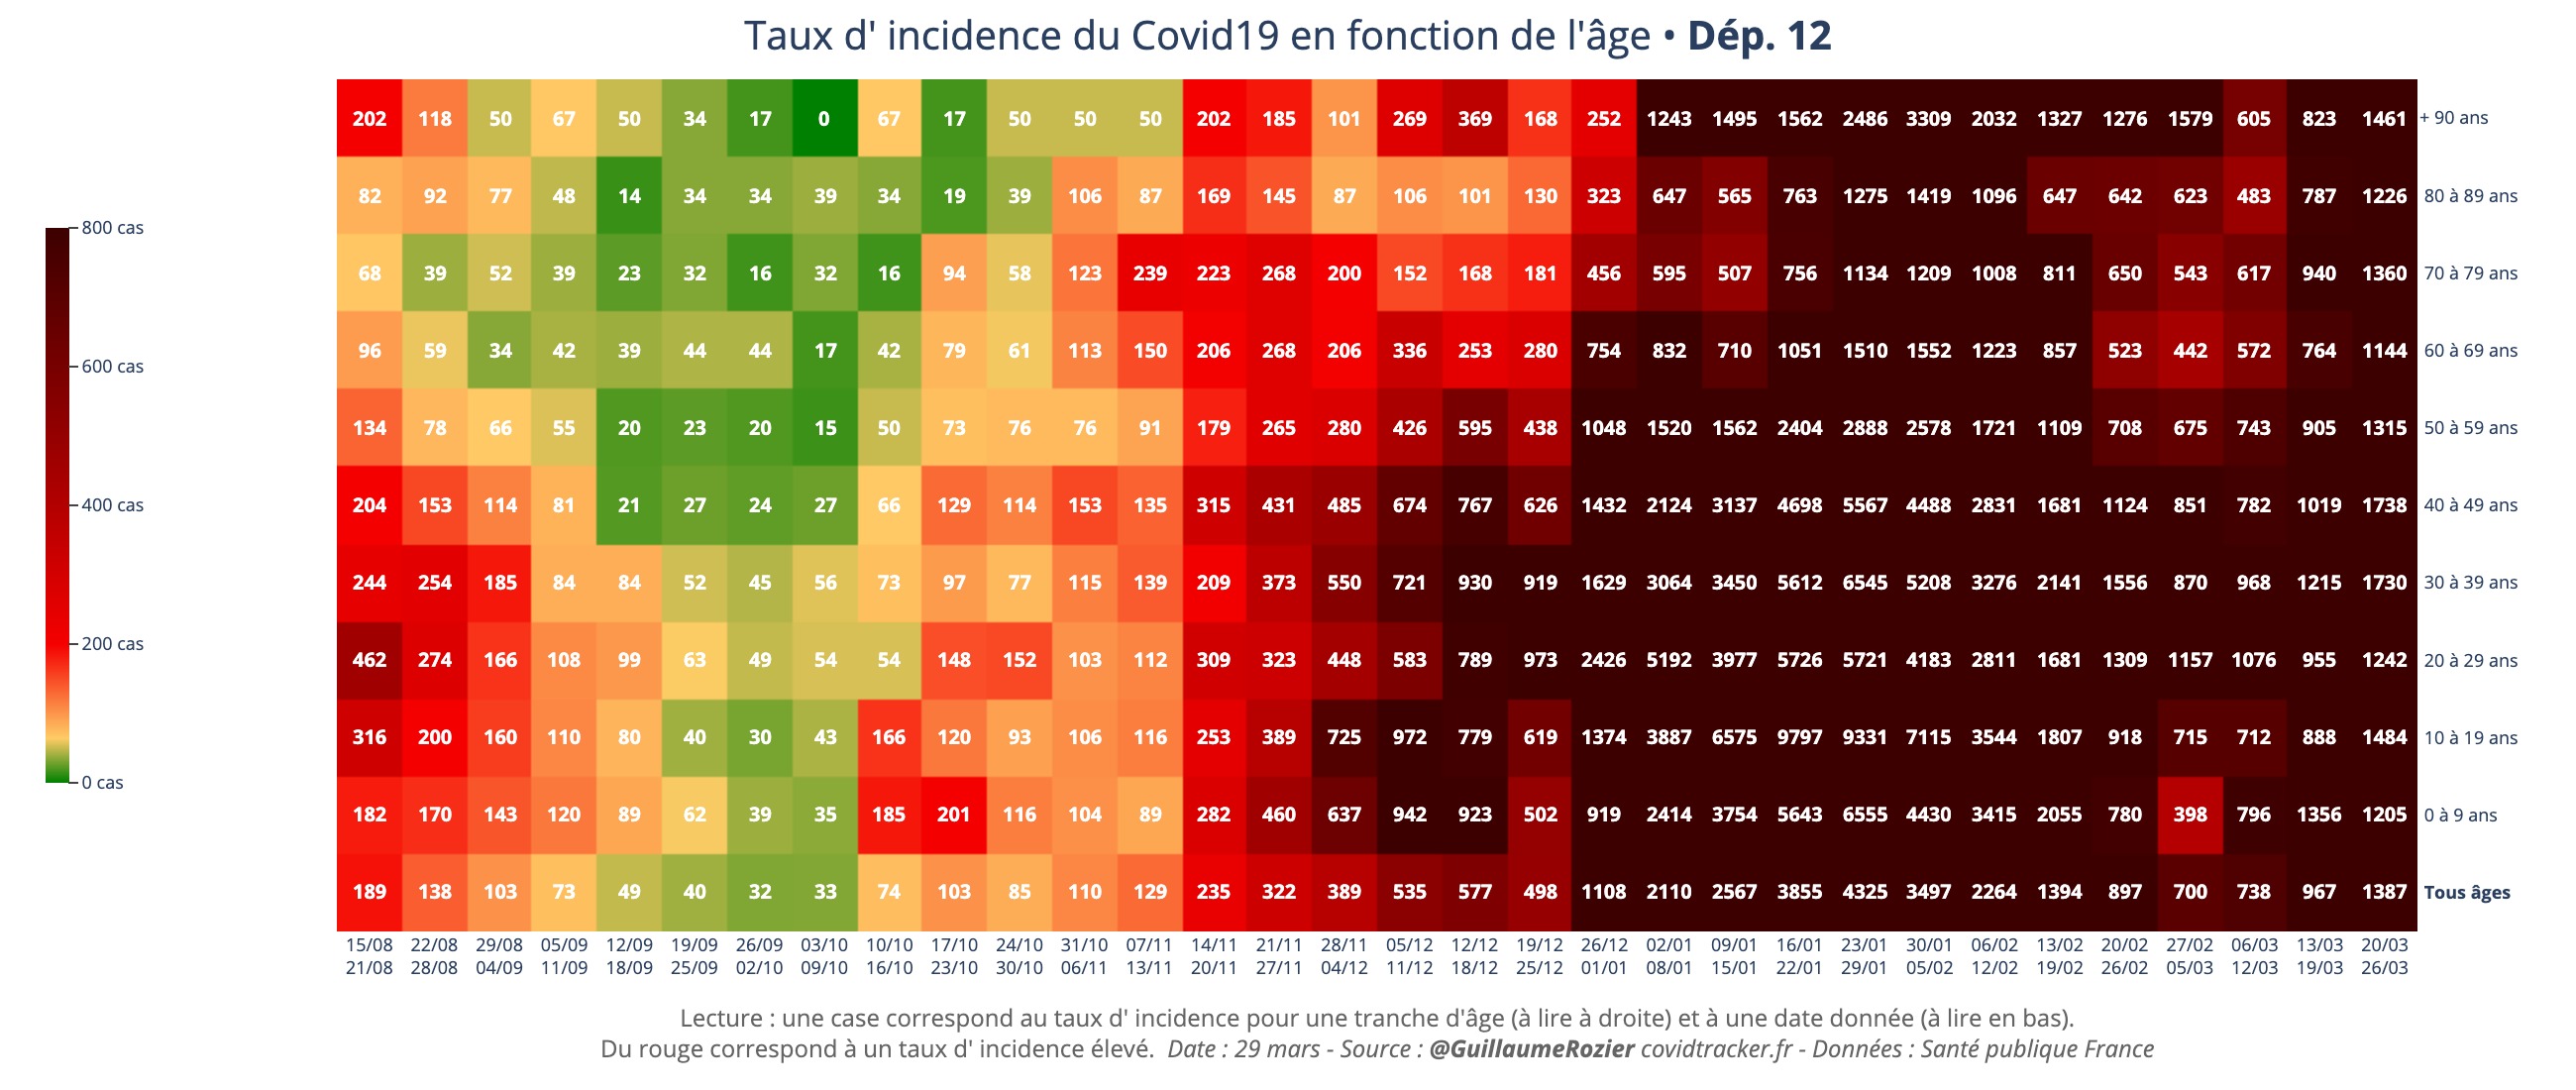 Taux d' incidence du Covid19 en fonction de l'âge • Dép. 12
800 cas
600 cas
400 cas
200 cas
0 cas
202 118 50 67 50 34 17 0 67 17 50 50 50 202 185 101 269 369 168 252 1243 1495 1562 2486 3309 2032 1327 1276 1579 605 823 1461 + 90 ans
82 92 77 48 14 34 34 39 34 19 39 106 87 169 145 87 106 101 130 323 647 565 763 1275 1419 1096 647 642 623 483 787 1226 80 à 89 ans
68 39 52 39 23 32 16 32 16 94 58 123 239 223 268 200 152 168 181 456 595 507 756 1134 1209 1008 811 650 543 617 940 1360 70 à 79 ans
96 59 34 42 39 44 44 17 42 79 61 113 150 206 268 206 336 253 280 754 832 710 1051 1510 1552 1223 857 523 442 572 764 1144 60 à 69 ans
134 78 66 55 20 23 20 15 50 73 76 76 91 179 265 280 426 595 438 1048 1520 1562 2404 2888 2578 1721 1109 708 675 743 905 1315 50 à 59 ans
204 153 114 81 21 27 24 27 66 129 114 153 135 315 431 485 674 767 626 1432 2124 3137 4698 5567 4488 2831 1681 1124 851 782 1019 1738 40 à 49 ans
244 254 185 84 84 52 45 56 73 97 77 115 139 209 373 550 721 930 919 1629 3064 3450 5612 6545 5208 3276 2141 1556 870 968 1215 1730 30 à 39 ans
462 274 166 108 99 63 49 54 54 148 152 103 112 309 323 448 583 789 973 2426 5192 3977 5726 5721 4183 2811 1681 1309 1157 1076 955 1242 20 à 29 ans
316 200 160 110 80 40 30 43 166 120 93 106 116 253 389 725 972 779 619 1374 3887 6575 9797 9331 7115 3544 1807 918 715 712 888 1484 10 à 19 ans
182 170 143 120 89 62 39 35 185 201 116 104 89 282 460 637 942 923 502 919 2414 3754 5643 6555 4430 3415 2055 780 398 796 1356 1205 0 à 9 ans
189 138 103 73 49 40 32 33 74 103 85 110 129 235 322 389 535 577 498 1108 2110 2567 3855 4325 3497 2264 1394 897 700 738 967 1387 Tous âges
15/08 22/08 29/08 05/09 12/09 19/09 26/09 03/10 10/10 17/10 24/10 31/10 07/11 14/11 21/11 28/11 05/12 12/12 19/12 26/12 02/01 09/01 16/01 23/01 30/01 06/02 13/02 20/02 27/02 06/03 13/03 20/03
21/08 28/08 04/09 11/09 18/09 25/09 02/10 09/10 16/10 23/10 30/10 06/11 13/11 20/11 27/11 04/12 11/12 18/12 25/12 01/01 08/01 15/01 22/01 29/01 05/02 12/02 19/02 26/02 05/03 12/03 19/03 26/03
Lecture : une case correspond au taux d' incidence pour une tranche d'âge (à lire à droite) et à une date donnée (à lire en bas).
Du rouge correspond à un taux d' incidence élevé. Date : 29 mars - Source : @GuillaumeRozier covidtracker.fr - Données : Santé publique France